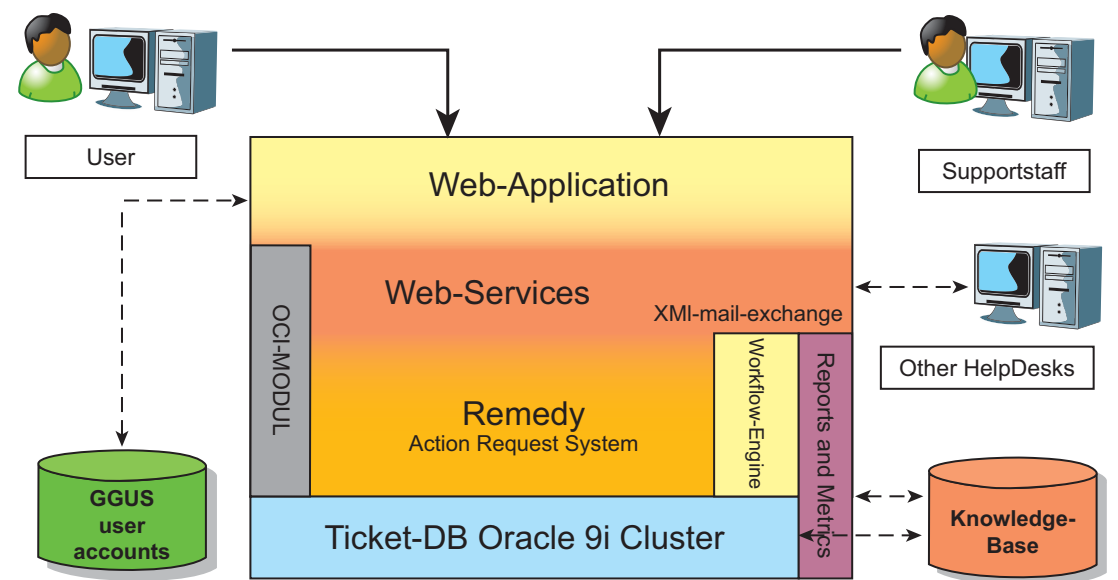 User
Supportstaff
Web-Application
Web-Services
XMl-mail-exchange
OCI-MODUL
Other HelpDesks
Workflow-Engine
Reports and Metrics
Remedy
Action Request System
GGUS
user
accounts
Ticket-DB Oracle 9i Cluster
Knowledge-
Base